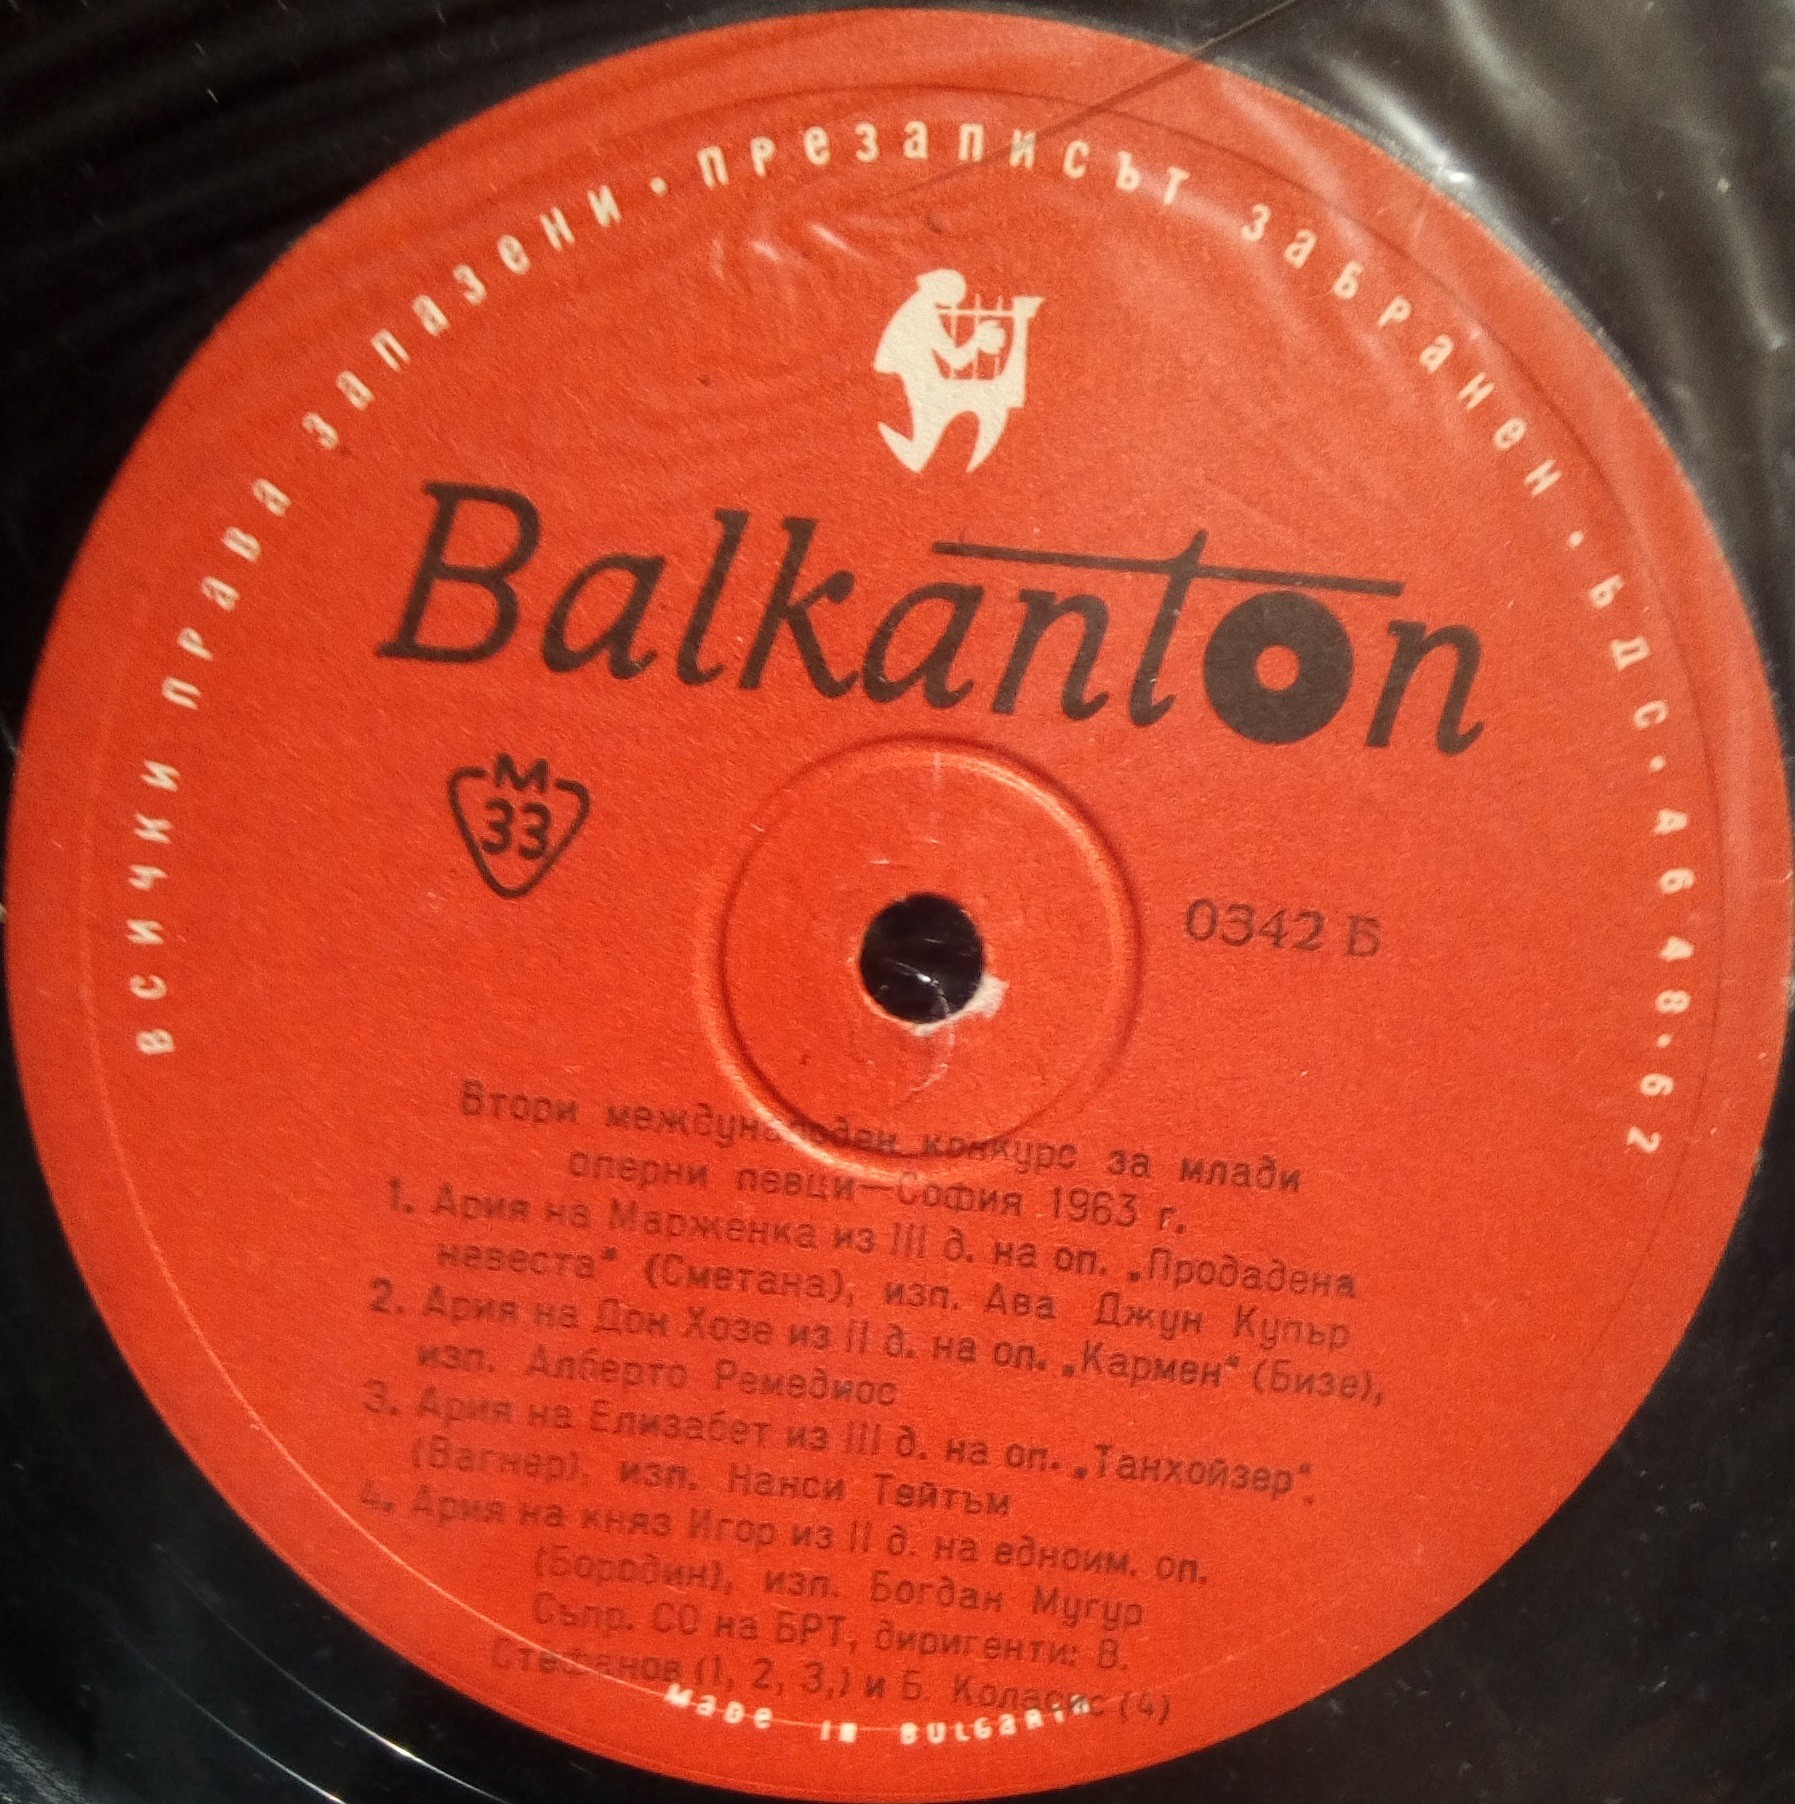 всички права запазени · презаписът забранен · БДС · 4648 · 62
Balkanton
М
33
0342 Б
Втори международен конкурс за млади
оперни певци—София 1963 г.
1. Ария на Марженка из III д. на оп. „Продадена
невеста“ (Сметана), изп. Ава Джун Купър
2. Ария на Дон Хозе из II д. на оп. „Кармен“ (Бизе),
изп. Алберто Ремедиос
3. Ария на Елизабет из III д. на оп. „Танхойзер“.
(Вагнер), изп. Нанси Тейтъм
4. Ария на княз Игор из II д. на едноим. оп.
(Бородин), изп. Богдан Мугур
Съпр. СО на БРТ, диригенти: В.
Стефанов (1, 2, 3,) и Б. Коласис (4)
made in Bulgaria